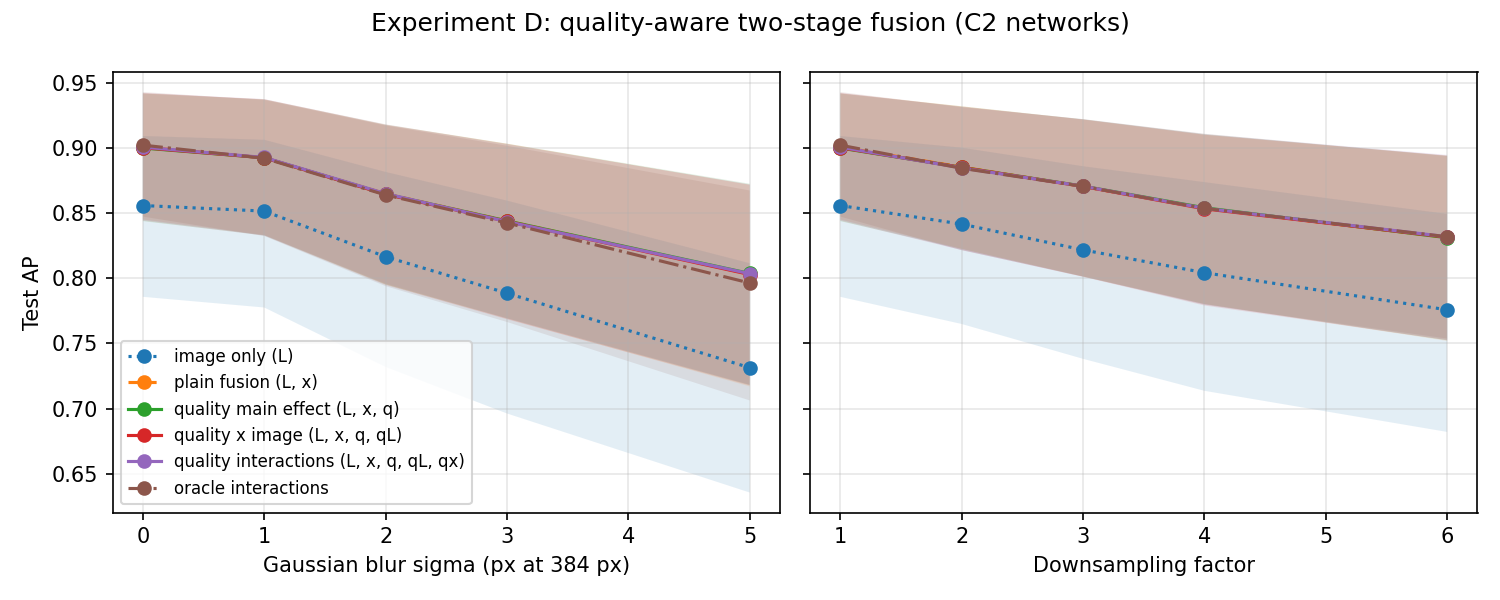 Experiment D: quality-aware two-stage fusion (C2 networks)
Test AP
0.95
0.90
0.85
0.80
0.75
0.70
0.65
image only (L)
plain fusion (L, x)
quality main effect (L, x, q)
quality x image (L, x, q, qL)
quality interactions (L, x, q, qL, qx)
oracle interactions
0 1 2 3 4 5
Gaussian blur sigma (px at 384 px)
1 2 3 4 5 6
Downsampling factor